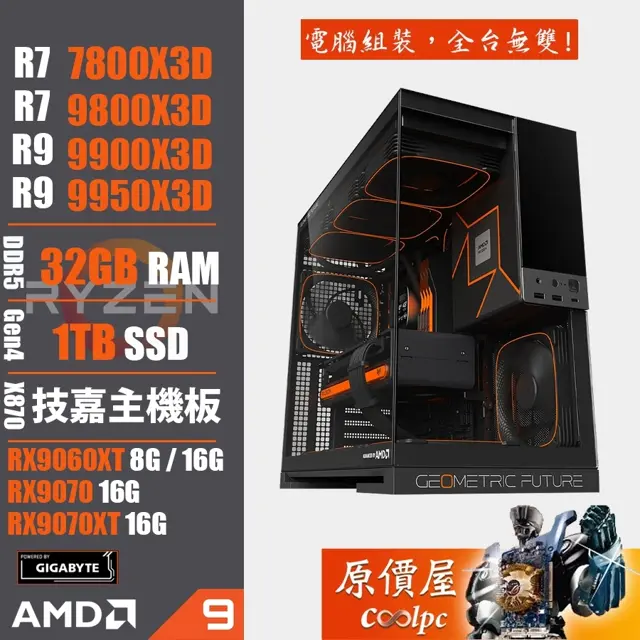 電腦組裝，全台無雙!
R7 7800X3D
R7 9800X3D
R9 9900X3D
R9 9950X3D
RYZEN
DDR5 32GB RAM
Gen4 1TB SSD
X870 技嘉主機板
RX9060XT 8G / 16G
RX9070 16G
RX9070XT 16G
POWERED BY
GIGABYTE
AMD 9
AMD
AMD
GEOMETRIC FUTURE
原價屋
coolpc